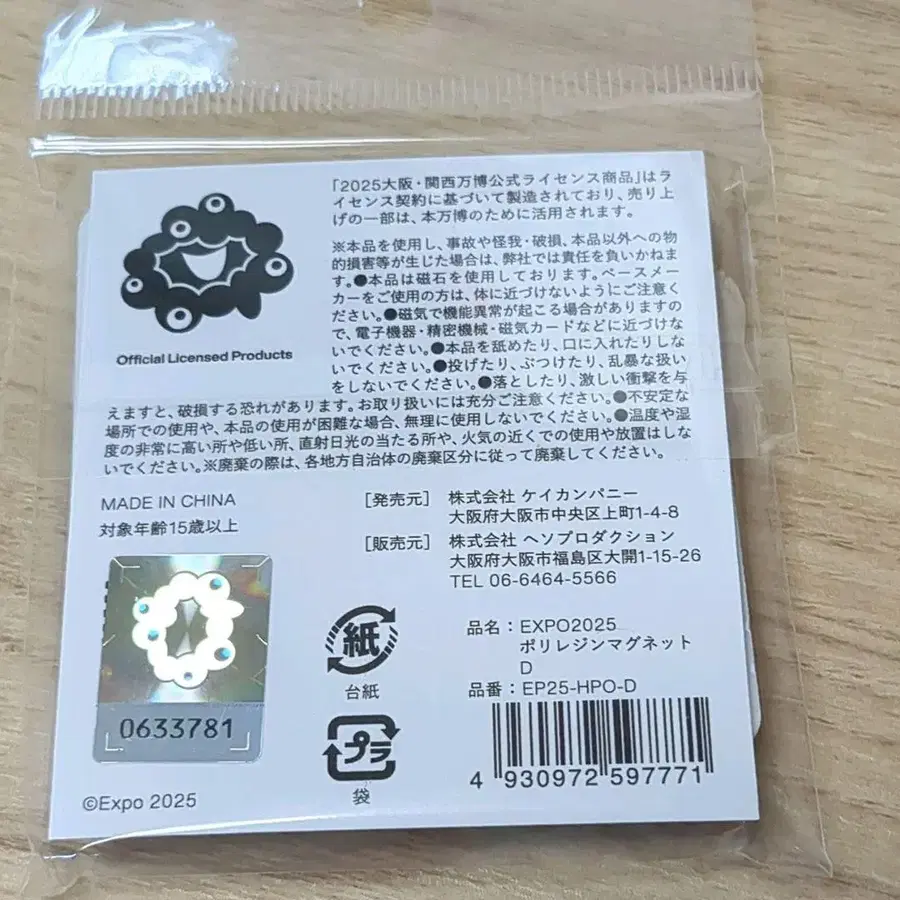 「2025大阪・関西万博公式ライセンス商品」はラ
イセンス契約に基づいて製造されており、売り上
げの一部は、本万博のために活用されます。
Official Licensed Products
※本品を使用し、事故や怪我・破損、本品以外への物
的損害等が生じた場合は、弊社では責任を負いかねま
す。●本品は磁石を使用しております。ペースメー
カーをご使用の方は、体に近づけないようにご注意く
ださい。●磁気で機能異常が起こる場合がありますの
で、電子機器・精密機械・磁気カードなどに近づけな
いでください。●本品を舐めたり、口に入れたりしな
いでください。●投げたり、ぶつけたり、乱暴な扱い
をしないでください。●落としたり、激しい衝撃を与
えますと、破損する恐れがあります。お取り扱いには充分ご注意ください。●不安定な
場所での使用や、本品の使用が困難な場合、無理に使用しないでください。●温度や湿
度の非常に高い所や低い所、直射日光の当たる所や、火気の近くでの使用や放置はしな
いでください。※廃棄の際は、各地方自治体の廃棄区分に従って廃棄してください。
MADE IN CHINA
対象年齢15歳以上
[発売元] 株式会社 ケイカンパニー
大阪府大阪市中央区上町1-4-8
[販売元] 株式会社 ヘソプロダクション
大阪府大阪市福島区大開1-15-26
TEL 06-6464-5566
0633781
©Expo 2025
紙
台紙
プラ
袋
品名：EXPO2025
ポリレジンマグネット
D
品番：EP25-HPO-D
4 930972 597771